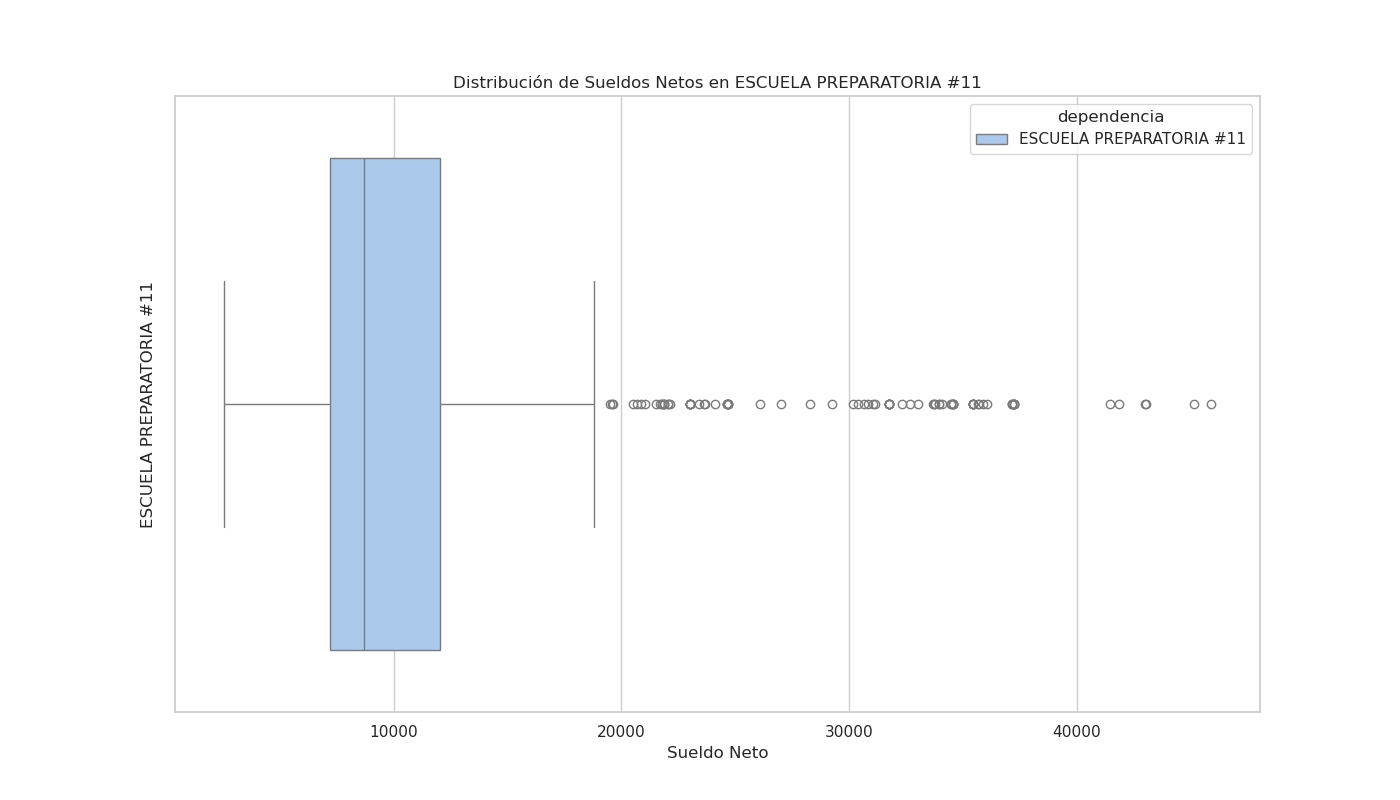 Distribución de Sueldos Netos en ESCUELA PREPARATORIA #11
dependencia
ESCUELA PREPARATORIA #11
ESCUELA PREPARATORIA #11
10000
20000
30000
40000
Sueldo Neto